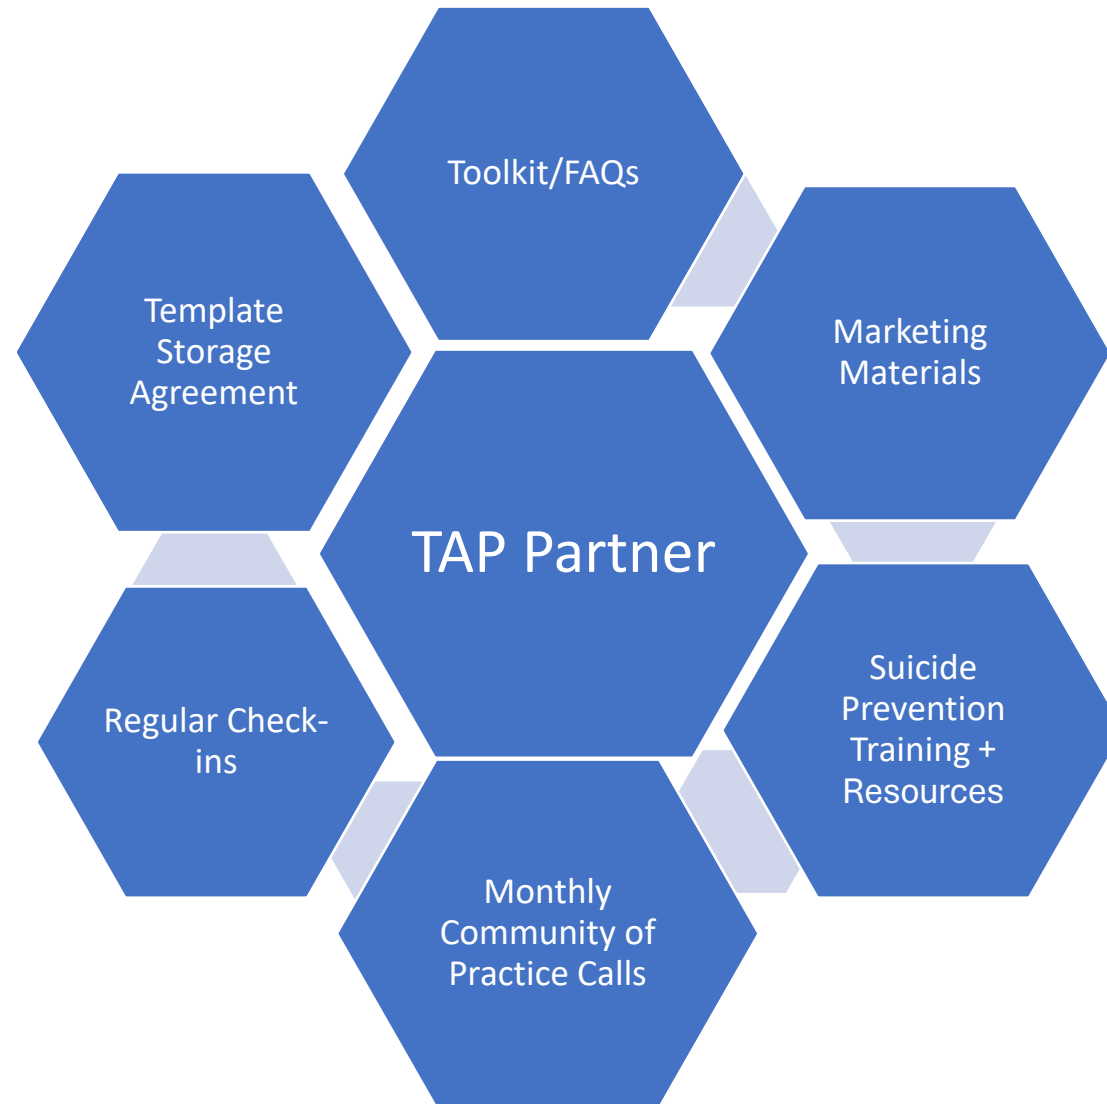 Toolkit/FAQs
Template
Storage
Agreement
Marketing
Materials
TAP Partner
Regular Check-
ins
Suicide
Prevention
Training +
Resources
Monthly
Community of
Practice Calls